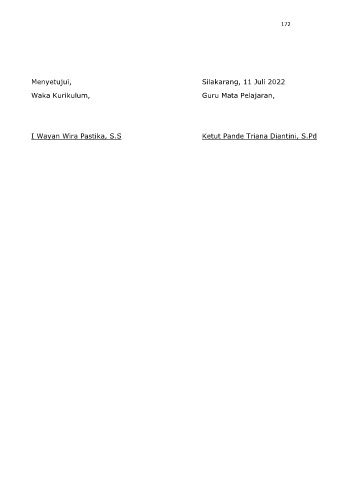 172
Menyetujui,
Waka Kurikulum,
I Wayan Wira Pastika, S.S
Silakarang, 11 Juli 2022
Guru Mata Pelajaran,
Ketut Pande Triana Diantini, S.Pd